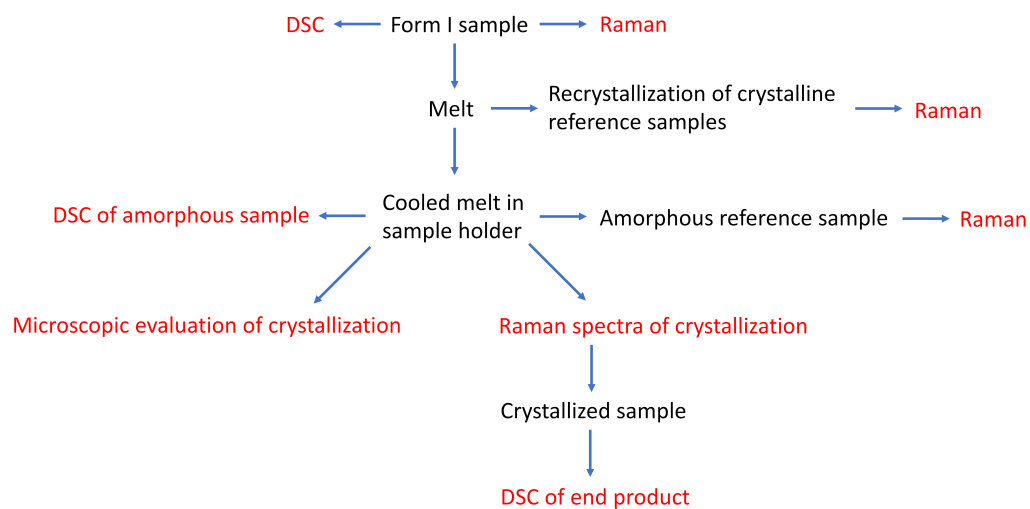 DSC
Form I sample
Raman
Melt
Recrystallization of crystalline
reference samples
Raman
DSC of amorphous sample
Cooled melt in
sample holder
Amorphous reference sample
Raman
Microscopic evaluation of crystallization
Raman spectra of crystallization
Crystallized sample
DSC of end product